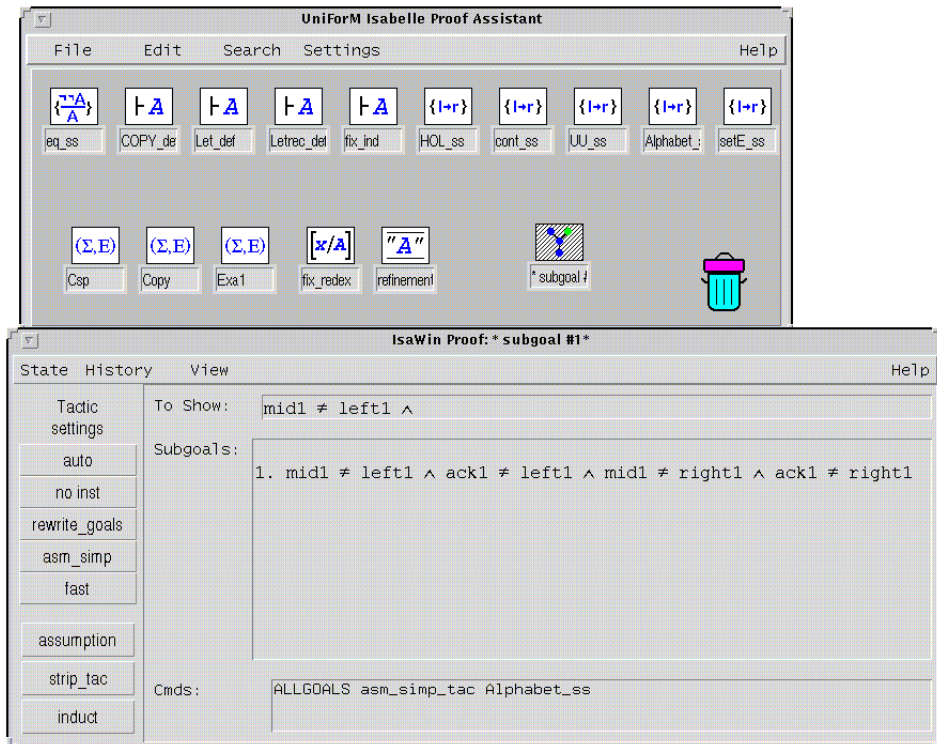 UniForM Isabelle Proof Assistant
File Edit Search Settings Help
{¬¬A/A} ⊢A ⊢A ⊢A ⊢A {l→r} {l→r} {l→r} {l→r} {l→r}
eq_ss COPY_de Let_def Letrec_def fix_ind HOL_ss cont_ss UU_ss Alphabet_s setE_ss
(Σ,E) (Σ,E) (Σ,E) [x/A] "A"
Csp Copy Exa1 fix_redex refinement * subgoal #
IsaWin Proof: * subgoal #1*
State History View Help
Tactic settings
To Show: mid1 ≠ left1 ∧
Subgoals:
1. mid1 ≠ left1 ∧ ack1 ≠ left1 ∧ mid1 ≠ right1 ∧ ack1 ≠ right1
auto
no inst
rewrite_goals
asm_simp
fast
assumption
strip_tac
induct
Cmds: ALLGOALS asm_simp_tac Alphabet_ss